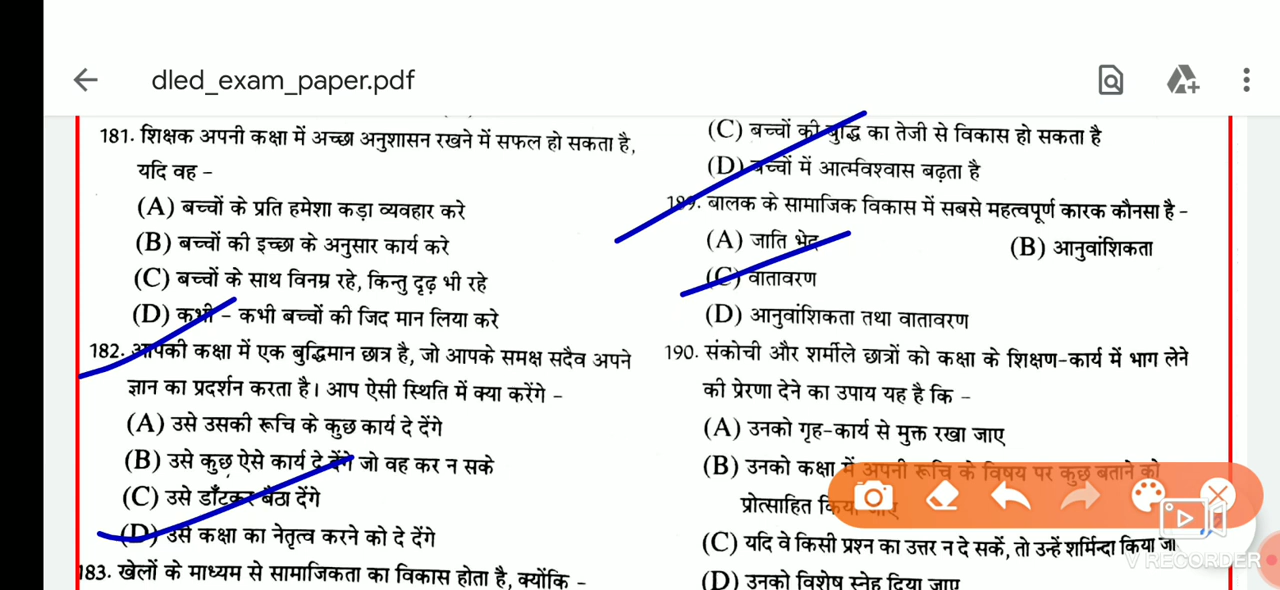 dled_exam_paper.pdf
181. शिक्षक अपनी कक्षा में अच्छा अनुशासन रखने में सफल हो सकता है,
यदि वह -
(A) बच्चों के प्रति हमेशा कड़ा व्यवहार करे
(B) बच्चों की इच्छा के अनुसार कार्य करे
(C) बच्चों के साथ विनम्र रहे, किन्तु दृढ़ भी रहे
(D) कभी - कभी बच्चों की जिद मान लिया करे
182. आपकी कक्षा में एक बुद्धिमान छात्र है, जो आपके समक्ष सदैव अपने
ज्ञान का प्रदर्शन करता है। आप ऐसी स्थिति में क्या करेंगे -
(A) उसे उसकी रूचि के कुछ कार्य दे देंगे
(B) उसे कुछ ऐसे कार्य दे देंगे जो वह कर न सके
(C) उसे डाँटकर बैठा देंगे
(D) उसे कक्षा का नेतृत्व करने को दे देंगे
183. खेलों के माध्यम से सामाजिकता का विकास होता है, क्योंकि -
(C) बच्चों की बुद्धि का तेजी से विकास हो सकता है
(D) बच्चों में आत्मविश्वास बढ़ता है
189. बालक के सामाजिक विकास में सबसे महत्वपूर्ण कारक कौनसा है -
(A) जाति भेद (B) आनुवांशिकता
(C) वातावरण
(D) आनुवांशिकता तथा वातावरण
190. संकोची और शर्मीले छात्रों को कक्षा के शिक्षण-कार्य में भाग लेने
की प्रेरणा देने का उपाय यह है कि -
(A) उनको गृह-कार्य से मुक्त रखा जाए
(B) उनको कक्षा में अपनी रूचि के विषय पर कुछ बताने को
प्रोत्साहित किया जाए
(C) यदि वे किसी प्रश्न का उत्तर न दे सकें, तो उन्हें शर्मिन्दा किया
(D) उनको विशेष स्नेह दिया जाए
V RECORDER